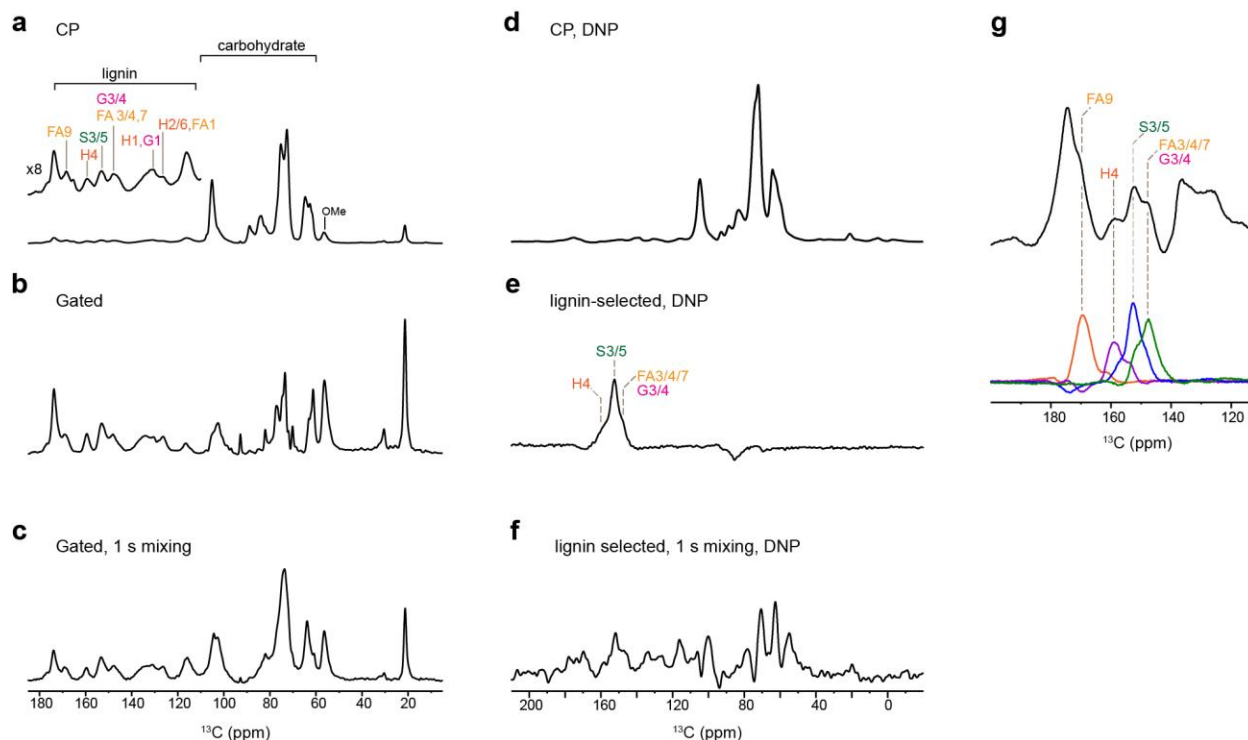 a CP
carbohydrate
lignin
G3/4
FA 3/4,7
H2/6,FA1
FA9
S3/5
H1,G1
H4
x8
OMe
b Gated
c Gated, 1 s mixing
180 160 140 120 100 80 60 40 20
¹³C (ppm)
d CP, DNP
e lignin-selected, DNP
S3/5
H4
FA3/4/7
G3/4
f lignin selected, 1 s mixing, DNP
200 160 120 80 40 0
¹³C (ppm)
g
FA9
S3/5
FA3/4/7
G3/4
H4
180 160 140 120
¹³C (ppm)